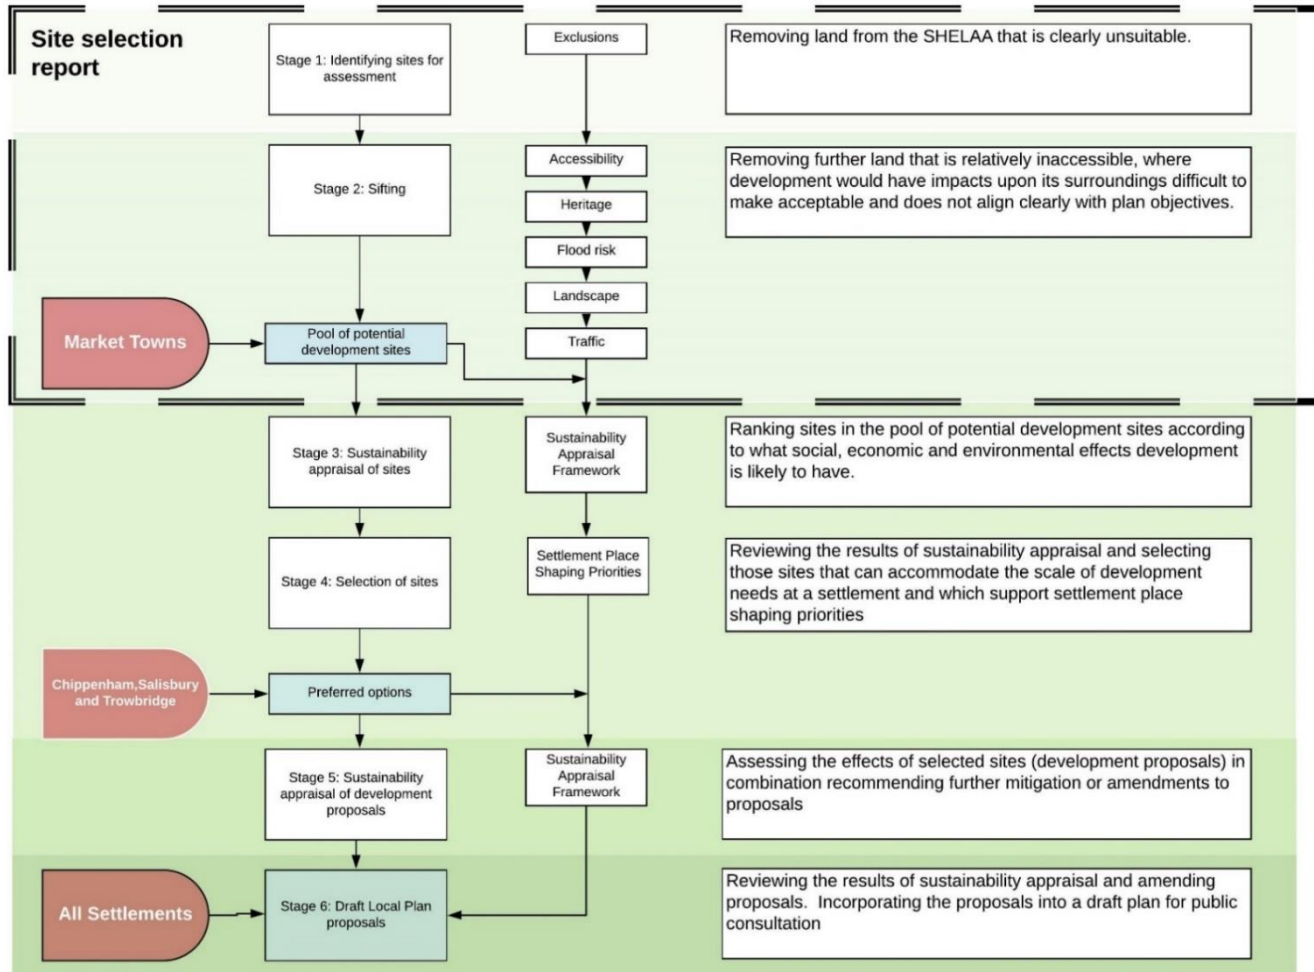 Site selection
report
Stage 1: Identifying sites for
assessment
Exclusions
Removing land from the SHELAA that is clearly unsuitable.
Stage 2: Sifting
Accessibility
Heritage
Flood risk
Landscape
Traffic
Removing further land that is relatively inaccessible, where
development would have impacts upon its surroundings difficult to
make acceptable and does not align clearly with plan objectives.
Market Towns
Pool of potential
development sites
Stage 3: Sustainability
appraisal of sites
Sustainability
Appraisal
Framework
Ranking sites in the pool of potential development sites according
to what social, economic and environmental effects development
is likely to have.
Stage 4: Selection of sites
Settlement Place
Shaping Priorities
Reviewing the results of sustainability appraisal and selecting
those sites that can accommodate the scale of development
needs at a settlement and which support settlement place
shaping priorities
Chippenham,Salisbury
and Trowbridge
Preferred options
Stage 5: Sustainability
appraisal of development
proposals
Sustainability
Appraisal
Framework
Assessing the effects of selected sites (development proposals) in
combination recommending further mitigation or amendments to
proposals
All Settlements
Stage 6: Draft Local Plan
proposals
Reviewing the results of sustainability appraisal and amending
proposals.  Incorporating the proposals into a draft plan for public
consultation